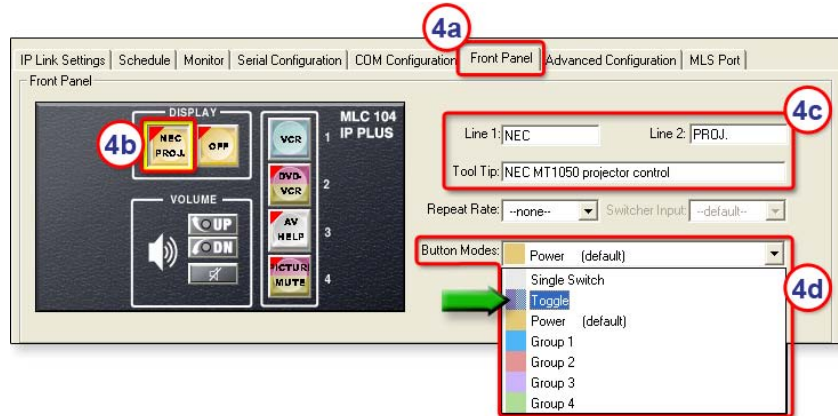 4a
IP Link Settings | Schedule | Monitor | Serial Configuration | COM Configuration | Front Panel | Advanced Configuration | MLS Port
Front Panel
DISPLAY
MLC 104
IP PLUS
4b
NEC
PROJ.
OFF
VCR
1
DVD-
VCR
2
VOLUME
UP
DN
AV
HELP
3
PICTURE
MUTE
4
4c
Line 1: NEC
Line 2: PROJ.
Tool Tip: NEC MT1050 projector control
Repeat Rate: --none--
Switcher Input: --default--
Button Modes: Power (default)
4d
Single Switch
Toggle
Power (default)
Group 1
Group 2
Group 3
Group 4